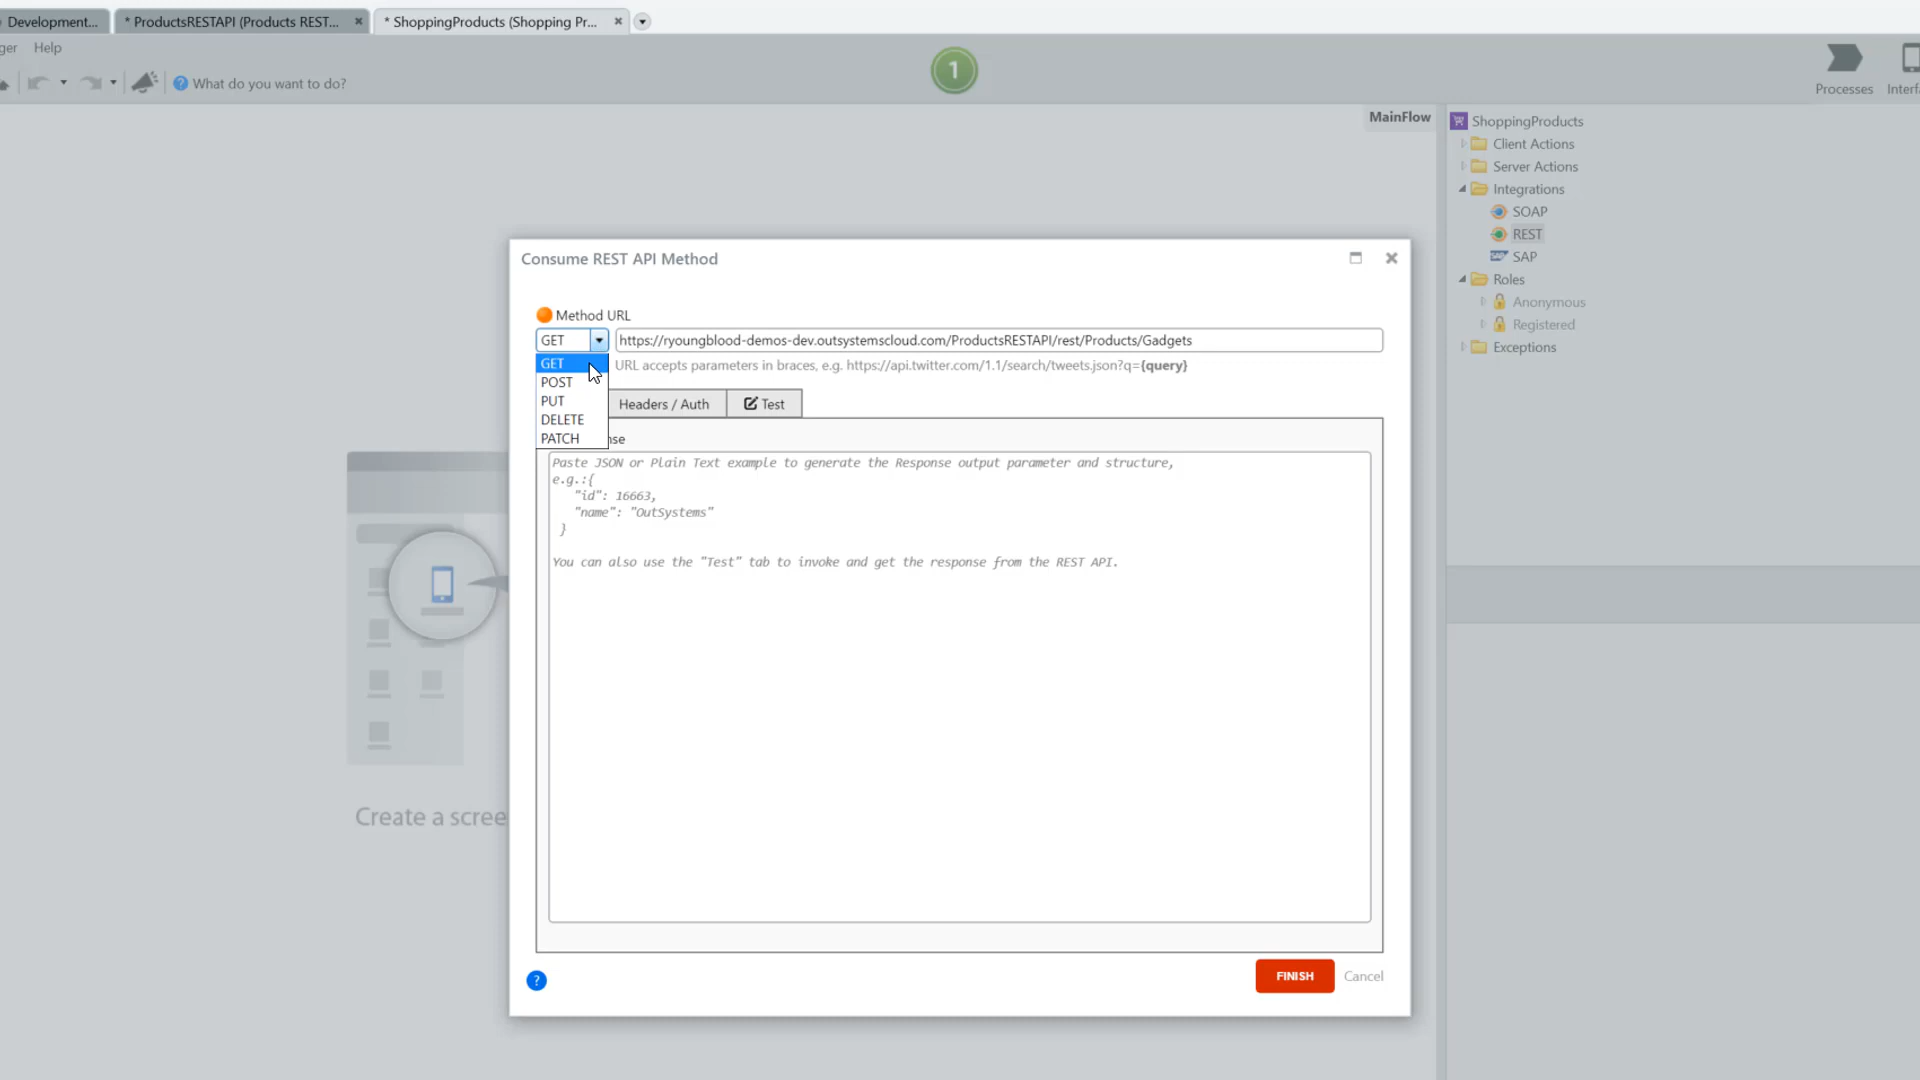 Development...
* ProductsRESTAPI (Products REST...
* ShoppingProducts (Shopping Pr...
ger Help
1
What do you want to do?
Processes
Interfa
MainFlow
ShoppingProducts
Client Actions
Server Actions
Integrations
SOAP
REST
SAP
Roles
Anonymous
Registered
Exceptions
Consume REST API Method
Method URL
GET
https://ryoungblood-demos-dev.outsystemscloud.com/ProductsRESTAPI/rest/Products/Gadgets
URL accepts parameters in braces, e.g. https://api.twitter.com/1.1/search/tweets.json?q={query}
GET
POST
PUT
DELETE
PATCH
Headers / Auth
Test
nse
Paste JSON or Plain Text example to generate the Response output parameter and structure,
e.g.:{
"id": 16663,
"name": "OutSystems"
}
You can also use the "Test" tab to invoke and get the response from the REST API.
Create a scree
?
FINISH
Cancel